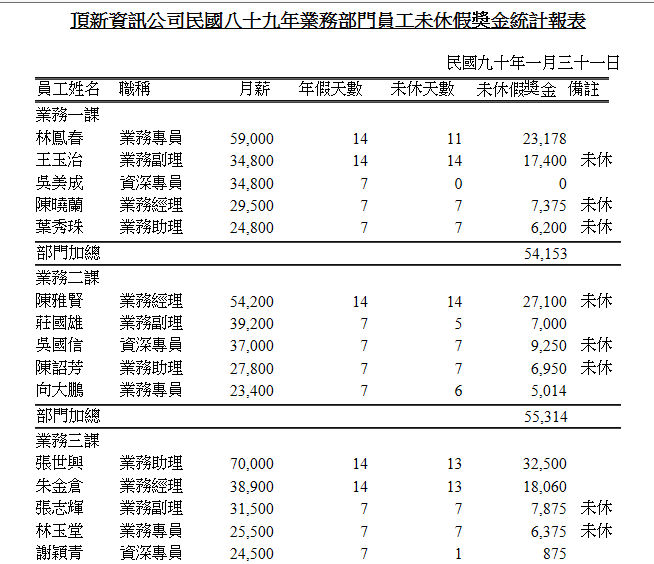 頂新資訊公司民國八十九年業務部門員工未休假獎金統計報表
民國九十年一月三十一日
員工姓名 職稱 月薪 年假天數 未休天數 未休假獎金 備註
業務一課
林鳳春 業務專員 59,000 14 11 23,178
王玉治 業務副理 34,800 14 14 17,400 未休
吳美成 資深專員 34,800 7 0 0
陳曉蘭 業務經理 29,500 7 7 7,375 未休
葉秀珠 業務助理 24,800 7 7 6,200 未休
部門加總 54,153
業務二課
陳雅賢 業務經理 54,200 14 14 27,100 未休
莊國雄 業務副理 39,200 7 5 7,000
吳國信 資深專員 37,000 7 7 9,250 未休
陳詔芳 業務助理 27,800 7 7 6,950 未休
向大鵬 業務專員 23,400 7 6 5,014
部門加總 55,314
業務三課
張世興 業務助理 70,000 14 13 32,500
朱金倉 業務經理 38,900 14 13 18,060
張志輝 業務副理 31,500 7 7 7,875 未休
林玉堂 業務專員 25,500 7 7 6,375 未休
謝穎青 資深專員 24,500 7 1 875